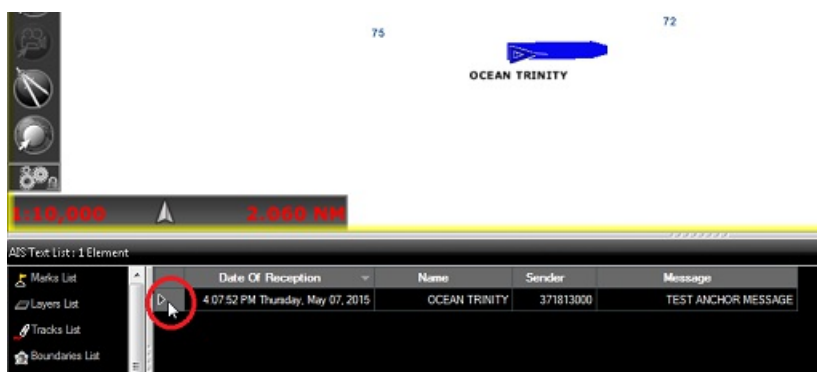 75
72
OCEAN TRINITY
1:10,000
2.060 NM
AIS Text List : 1 Element
Marks List
Layers List
Tracks List
Boundaries List
Date Of Reception Name Sender Message
4:07:52 PM Thursday, May 07, 2015 OCEAN TRINITY 371813000 TEST ANCHOR MESSAGE